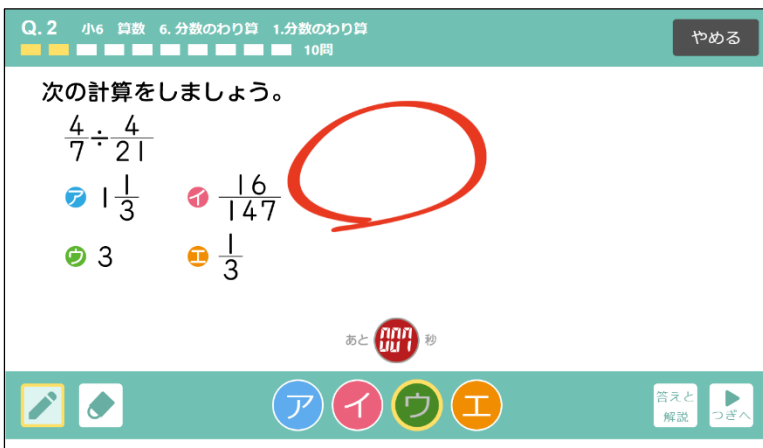 Q.2 小6 算数 6.分数のわり算 1.分数のわり算
10問
やめる
次の計算をしましょう。
4/7÷4/21
ア 1 1/3 イ 16/147
ウ 3 エ 1/3
あと 007 秒
ア イ ウ エ
答えと
解説
つぎへ